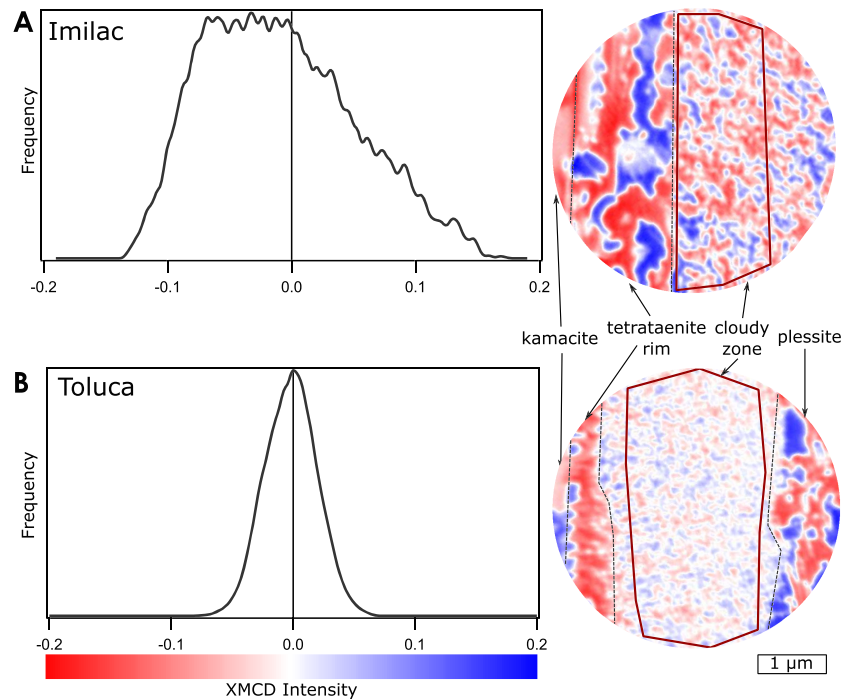 A
Imilac
Frequency
-0.2
-0.1
0.0
0.1
0.2
kamacite
tetrataenite
rim
cloudy
zone
plessite
B
Toluca
Frequency
-0.2
-0.1
0.0
0.1
0.2
XMCD Intensity
1 μm